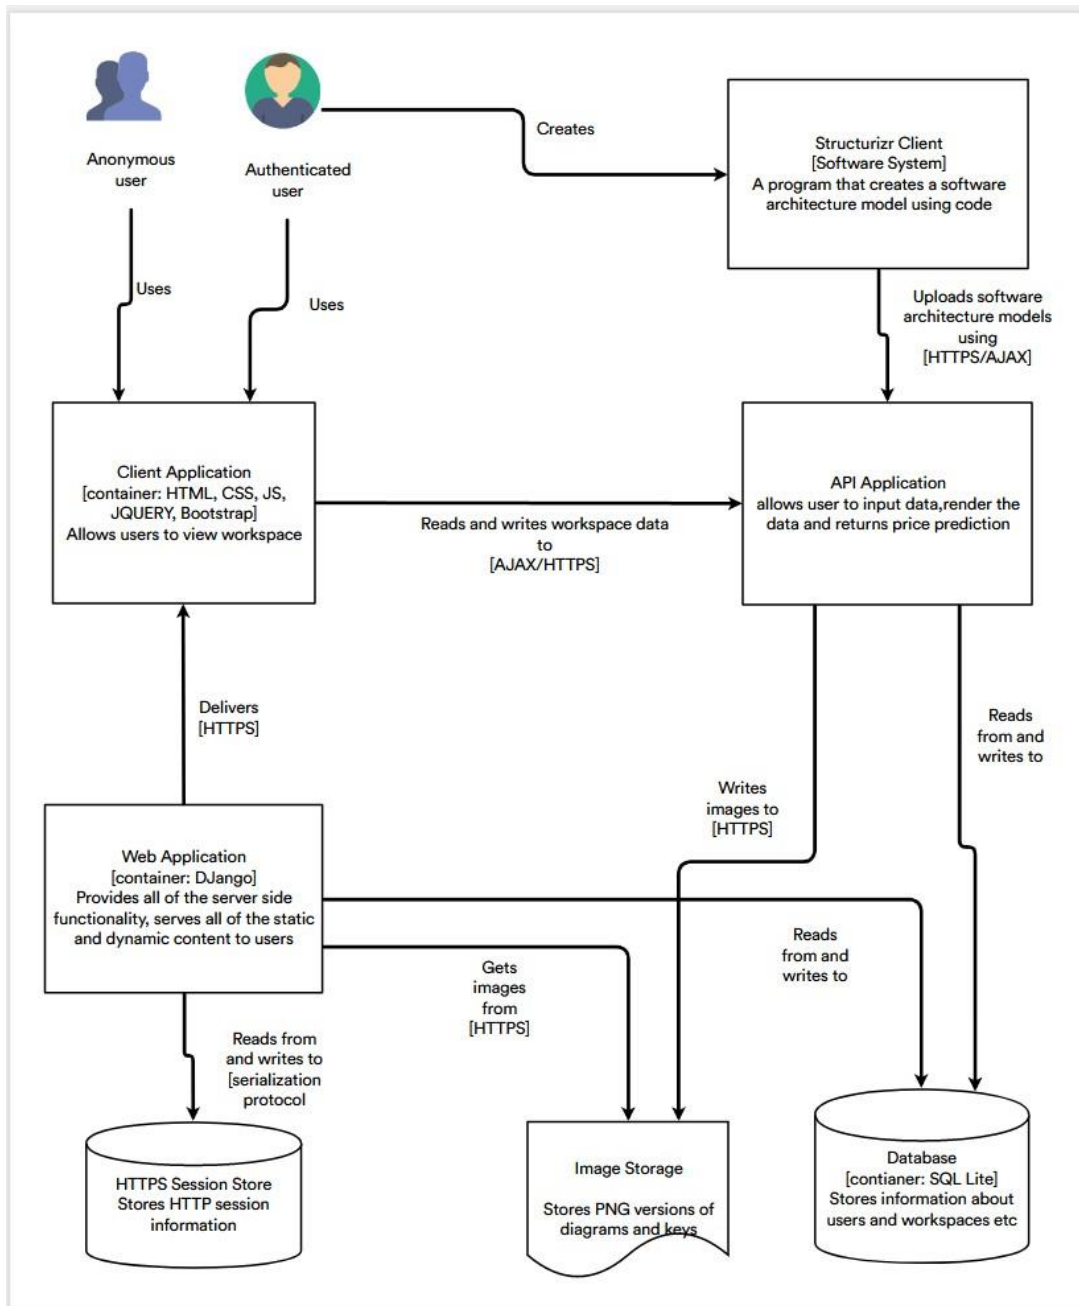 Anonymous
user
Authenticated
user
Creates
Structurizr Client
[Software System]
A program that creates a software
architecture model using code
Uses
Uses
Uploads software
architecture models
using
[HTTPS/AJAX]
Client Application
[container: HTML, CSS, JS,
JQUERY, Bootstrap]
Allows users to view workspace
Reads and writes workspace data
to
[AJAX/HTTPS]
API Application
allows user to input data,render the
data and returns price prediction
Delivers
[HTTPS]
Reads
from and
writes to
Writes
images to
[HTTPS]
Web Application
[container: DJango]
Provides all of the server side
functionality, serves all of the static
and dynamic content to users
Reads
from and
writes to
Gets
images
from
[HTTPS]
Reads from
and writes to
[serialization
protocol
HTTPS Session Store
Stores HTTP session
information
Image Storage
Stores PNG versions of
diagrams and keys
Database
[contianer: SQL Lite]
Stores information about
users and workspaces etc